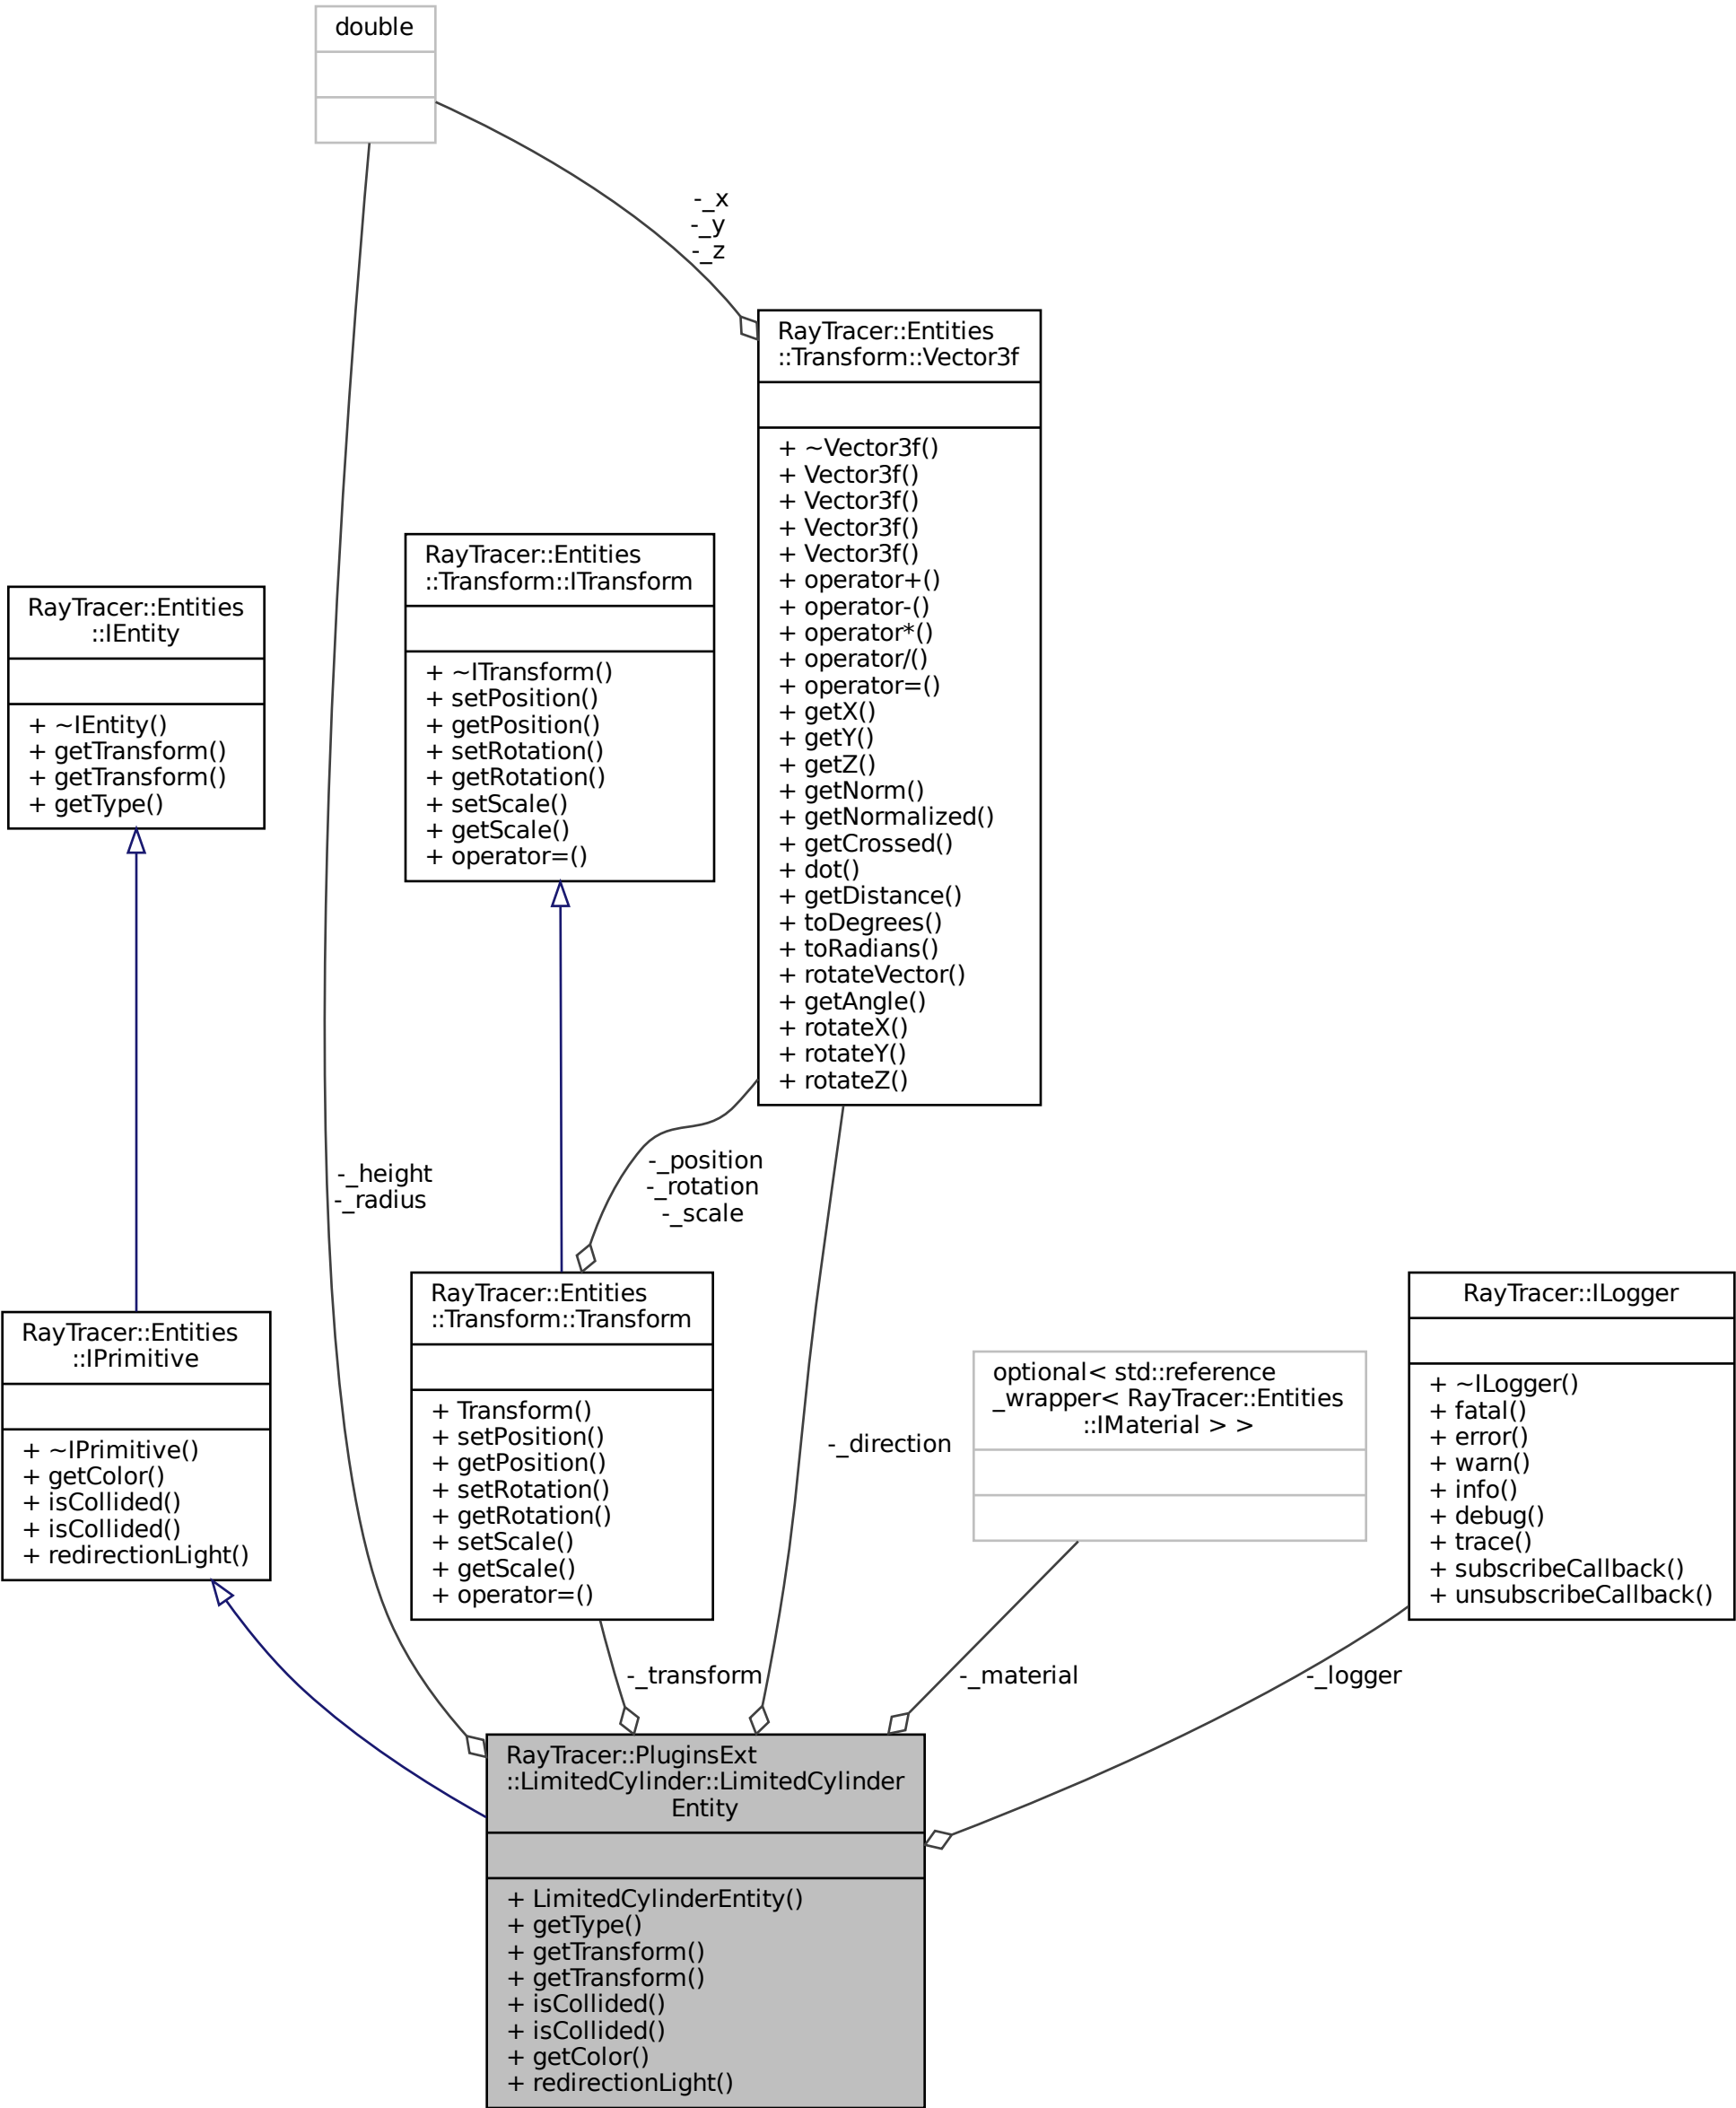 double
-_x
-_y
-_z
RayTracer::Entities
::Transform::Vector3f
+ ~Vector3f()
+ Vector3f()
+ Vector3f()
+ Vector3f()
+ Vector3f()
+ operator+()
+ operator-()
+ operator*()
+ operator/()
+ operator=()
+ getX()
+ getY()
+ getZ()
+ getNorm()
+ getNormalized()
+ getCrossed()
+ dot()
+ getDistance()
+ toDegrees()
+ toRadians()
+ rotateVector()
+ getAngle()
+ rotateX()
+ rotateY()
+ rotateZ()
RayTracer::Entities
::Transform::ITransform
+ ~ITransform()
+ setPosition()
+ getPosition()
+ setRotation()
+ getRotation()
+ setScale()
+ getScale()
+ operator=()
RayTracer::Entities
::IEntity
+ ~IEntity()
+ getTransform()
+ getTransform()
+ getType()
-_height
-_radius
-_position
-_rotation
-_scale
RayTracer::Entities
::IPrimitive
+ ~IPrimitive()
+ getColor()
+ isCollided()
+ isCollided()
+ redirectionLight()
RayTracer::Entities
::Transform::Transform
+ Transform()
+ setPosition()
+ getPosition()
+ setRotation()
+ getRotation()
+ setScale()
+ getScale()
+ operator=()
-_direction
optional< std::reference
_wrapper< RayTracer::Entities
::IMaterial > >
RayTracer::ILogger
+ ~ILogger()
+ fatal()
+ error()
+ warn()
+ info()
+ debug()
+ trace()
+ subscribeCallback()
+ unsubscribeCallback()
-_transform
-_material
-_logger
RayTracer::PluginsExt
::LimitedCylinder::LimitedCylinder
Entity
+ LimitedCylinderEntity()
+ getType()
+ getTransform()
+ getTransform()
+ isCollided()
+ isCollided()
+ getColor()
+ redirectionLight()